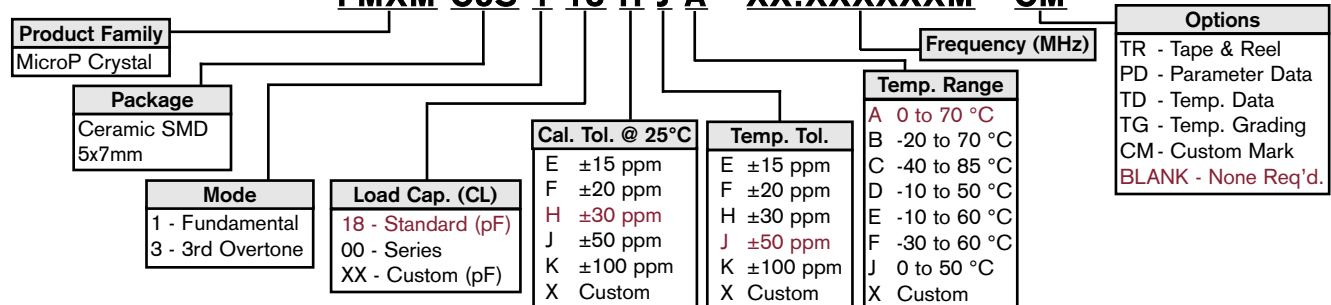 Product Family
MicroP Crystal
Package
Ceramic SMD
5x7mm
Mode
1 - Fundamental
3 - 3rd Overtone
Load Cap. (CL)
18 - Standard (pF)
00 - Series
XX - Custom (pF)
Cal. Tol. @ 25°C
E ±15 ppm
F ±20 ppm
H ±30 ppm
J ±50 ppm
K ±100 ppm
X Custom
Temp. Tol.
E ±15 ppm
F ±20 ppm
H ±30 ppm
J ±50 ppm
K ±100 ppm
X Custom
Frequency (MHz)
Temp. Range
A 0 to 70 °C
B -20 to 70 °C
C -40 to 85 °C
D -10 to 50 °C
E -10 to 60 °C
F -30 to 60 °C
J 0 to 50 °C
X Custom
Options
TR - Tape & Reel
PD - Parameter Data
TD - Temp. Data
TG - Temp. Grading
CM - Custom Mark
BLANK - None Req'd.